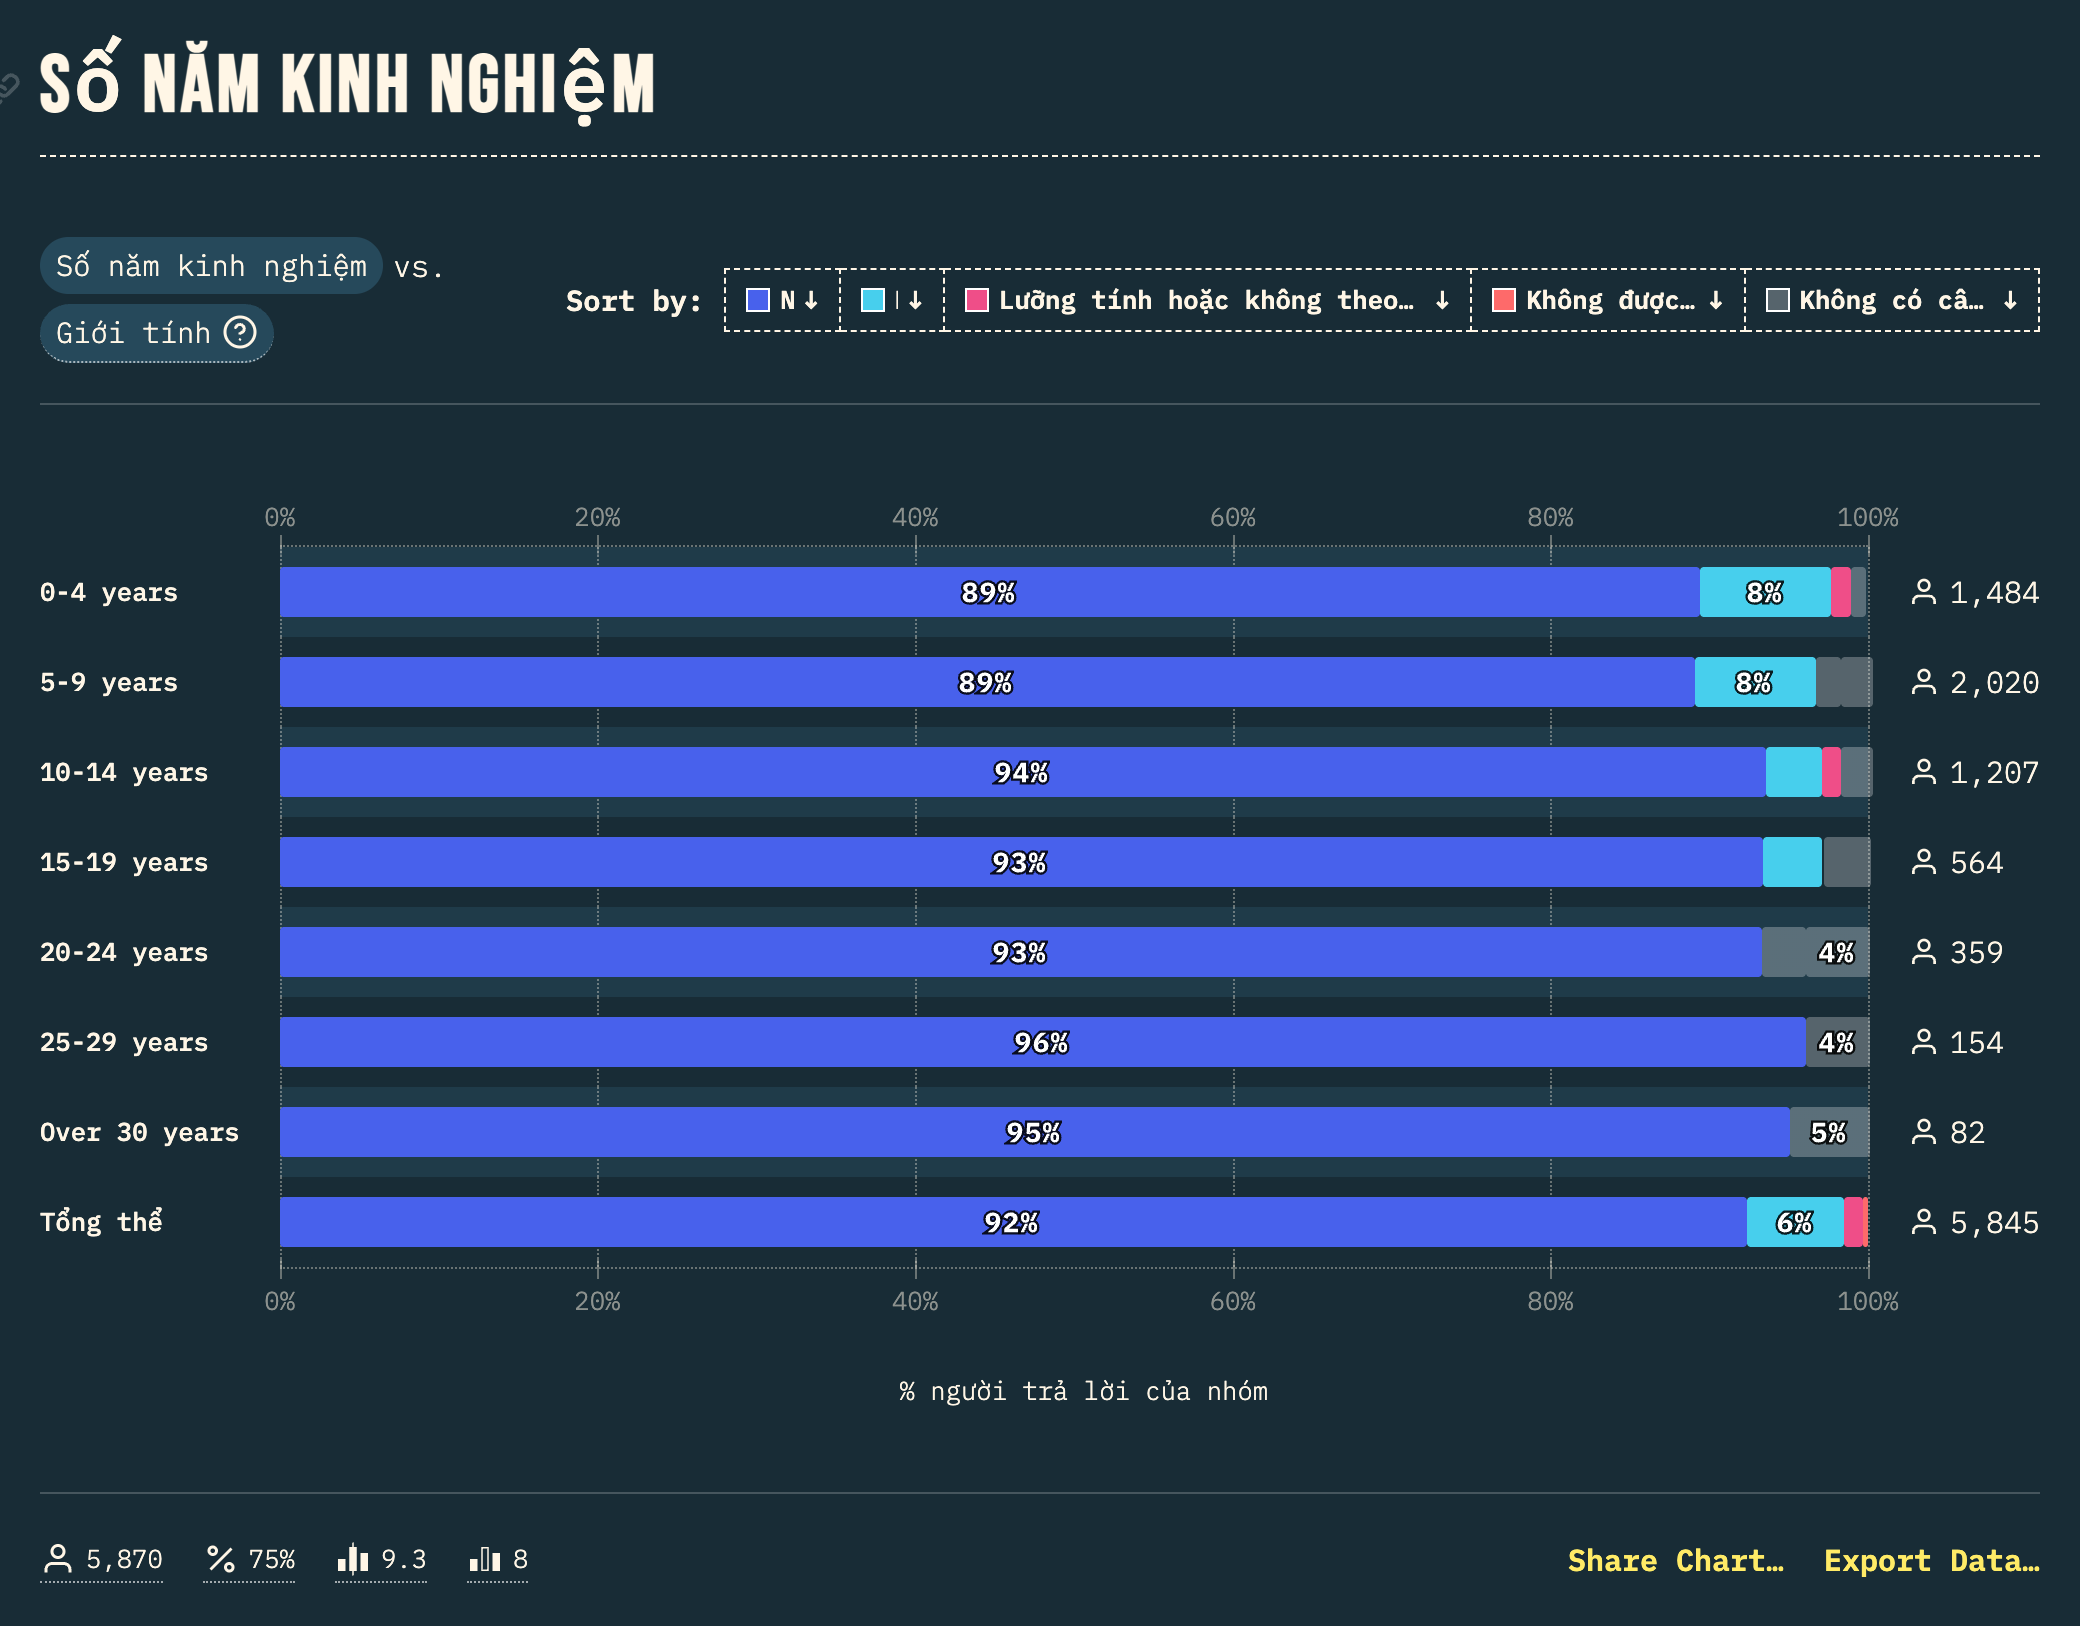 Số NĂM KINH NGHIệM
Số năm kinh nghiệm vs.
Giới tính ?
Sort by: N ↓ ↓ Lưỡng tính hoặc không theo… ↓ Không được… ↓ Không có câ… ↓
0% 20% 40% 60% 80% 100%
0-4 years 89% 8% 1,484
5-9 years 89% 8% 2,020
10-14 years 94% 1,207
15-19 years 93% 564
20-24 years 93% 4% 359
25-29 years 96% 4% 154
Over 30 years 95% 5% 82
Tổng thể 92% 6% 5,845
0% 20% 40% 60% 80% 100%
% người trả lời của nhóm
5,870 75% 9.3 8 Share Chart… Export Data…